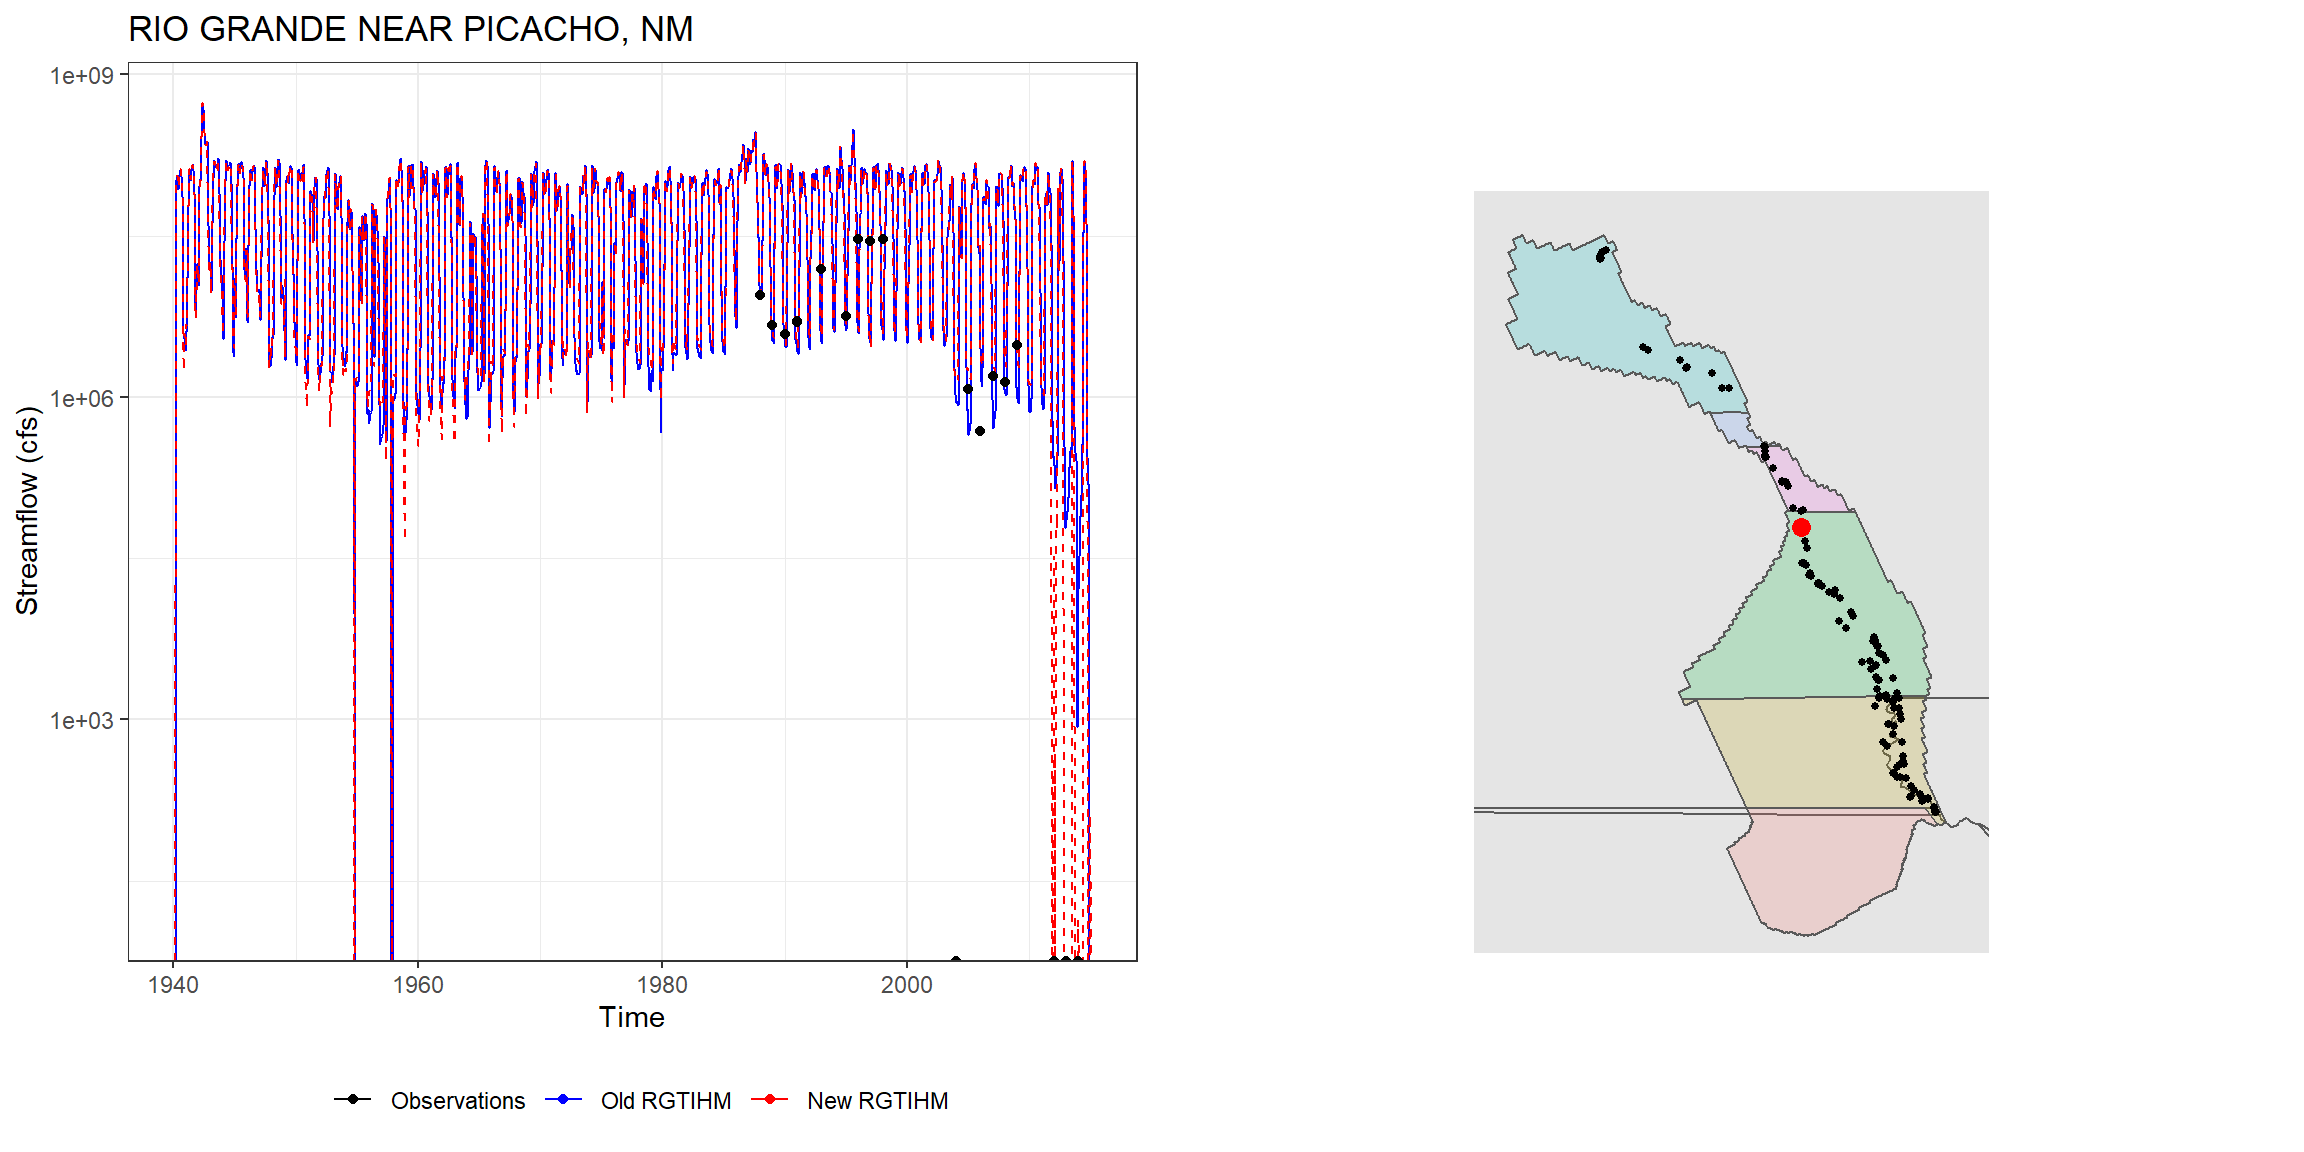 RIO GRANDE NEAR PICACHO, NM
1e+09
1e+06
1e+03
Streamflow (cfs)
1940 1960 1980 2000
Time
Observations Old RGTIHM New RGTIHM